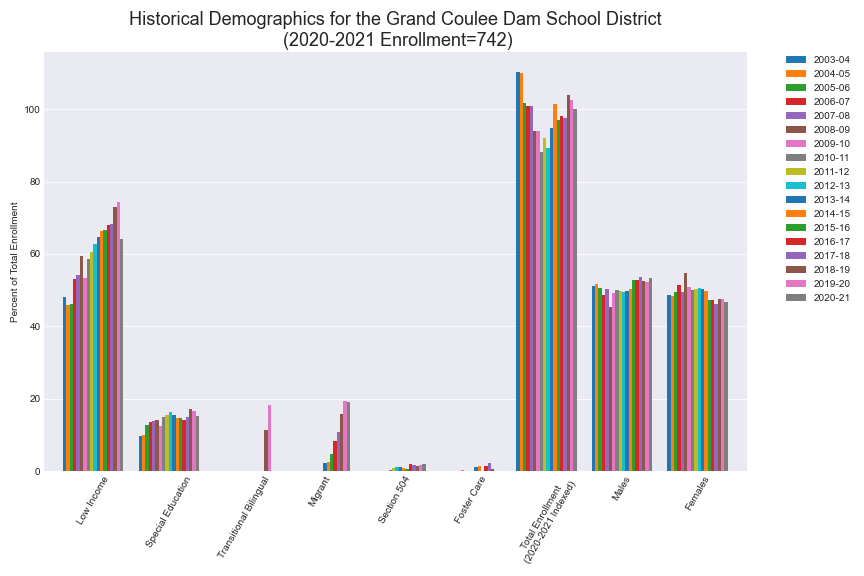 Historical Demographics for the Grand Coulee Dam School District
(2020-2021 Enrollment=742)
Percent of Total Enrollment
100
80
60
40
20
0
Low Income
Special Education
Transitional Bilingual
Migrant
Section 504
Foster Care
Total Enrollment
(2020-2021 Indexed)
Males
Females
2003-04
2004-05
2005-06
2006-07
2007-08
2008-09
2009-10
2010-11
2011-12
2012-13
2013-14
2014-15
2015-16
2016-17
2017-18
2018-19
2019-20
2020-21